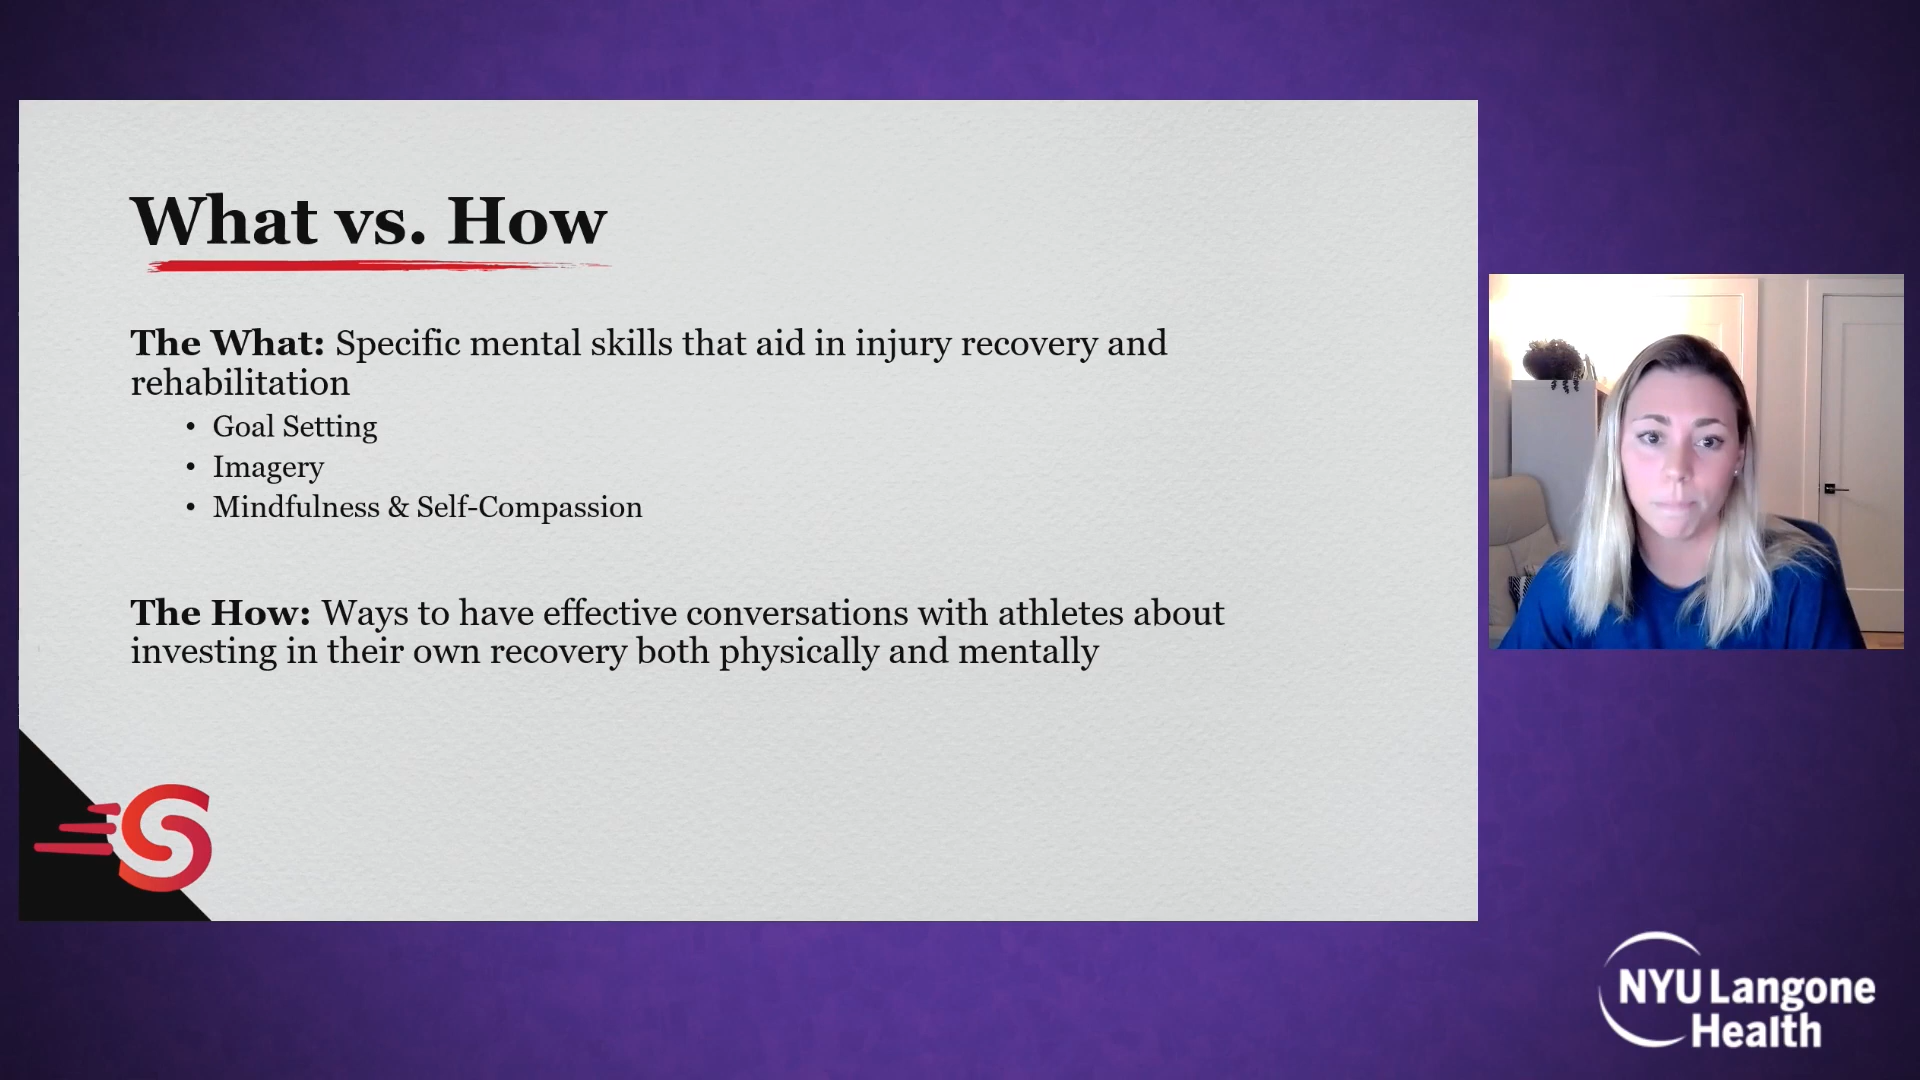 What vs. How
The What: Specific mental skills that aid in injury recovery and
rehabilitation
• Goal Setting
• Imagery
• Mindfulness & Self-Compassion
The How: Ways to have effective conversations with athletes about
investing in their own recovery both physically and mentally
S
NYU Langone
Health